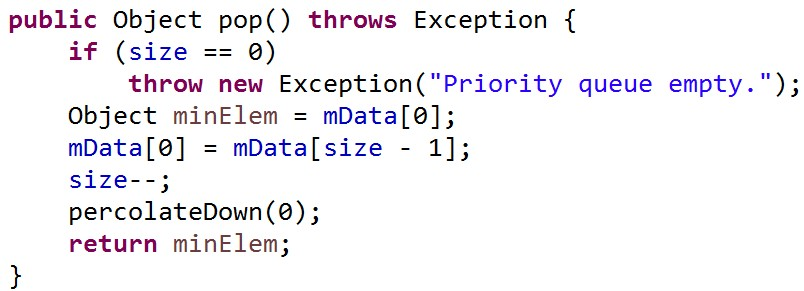 public Object pop() throws Exception {
    if (size == 0)
        throw new Exception("Priority queue empty.");
    Object minElem = mData[0];
    mData[0] = mData[size - 1];
    size--;
    percolateDown(0);
    return minElem;
}